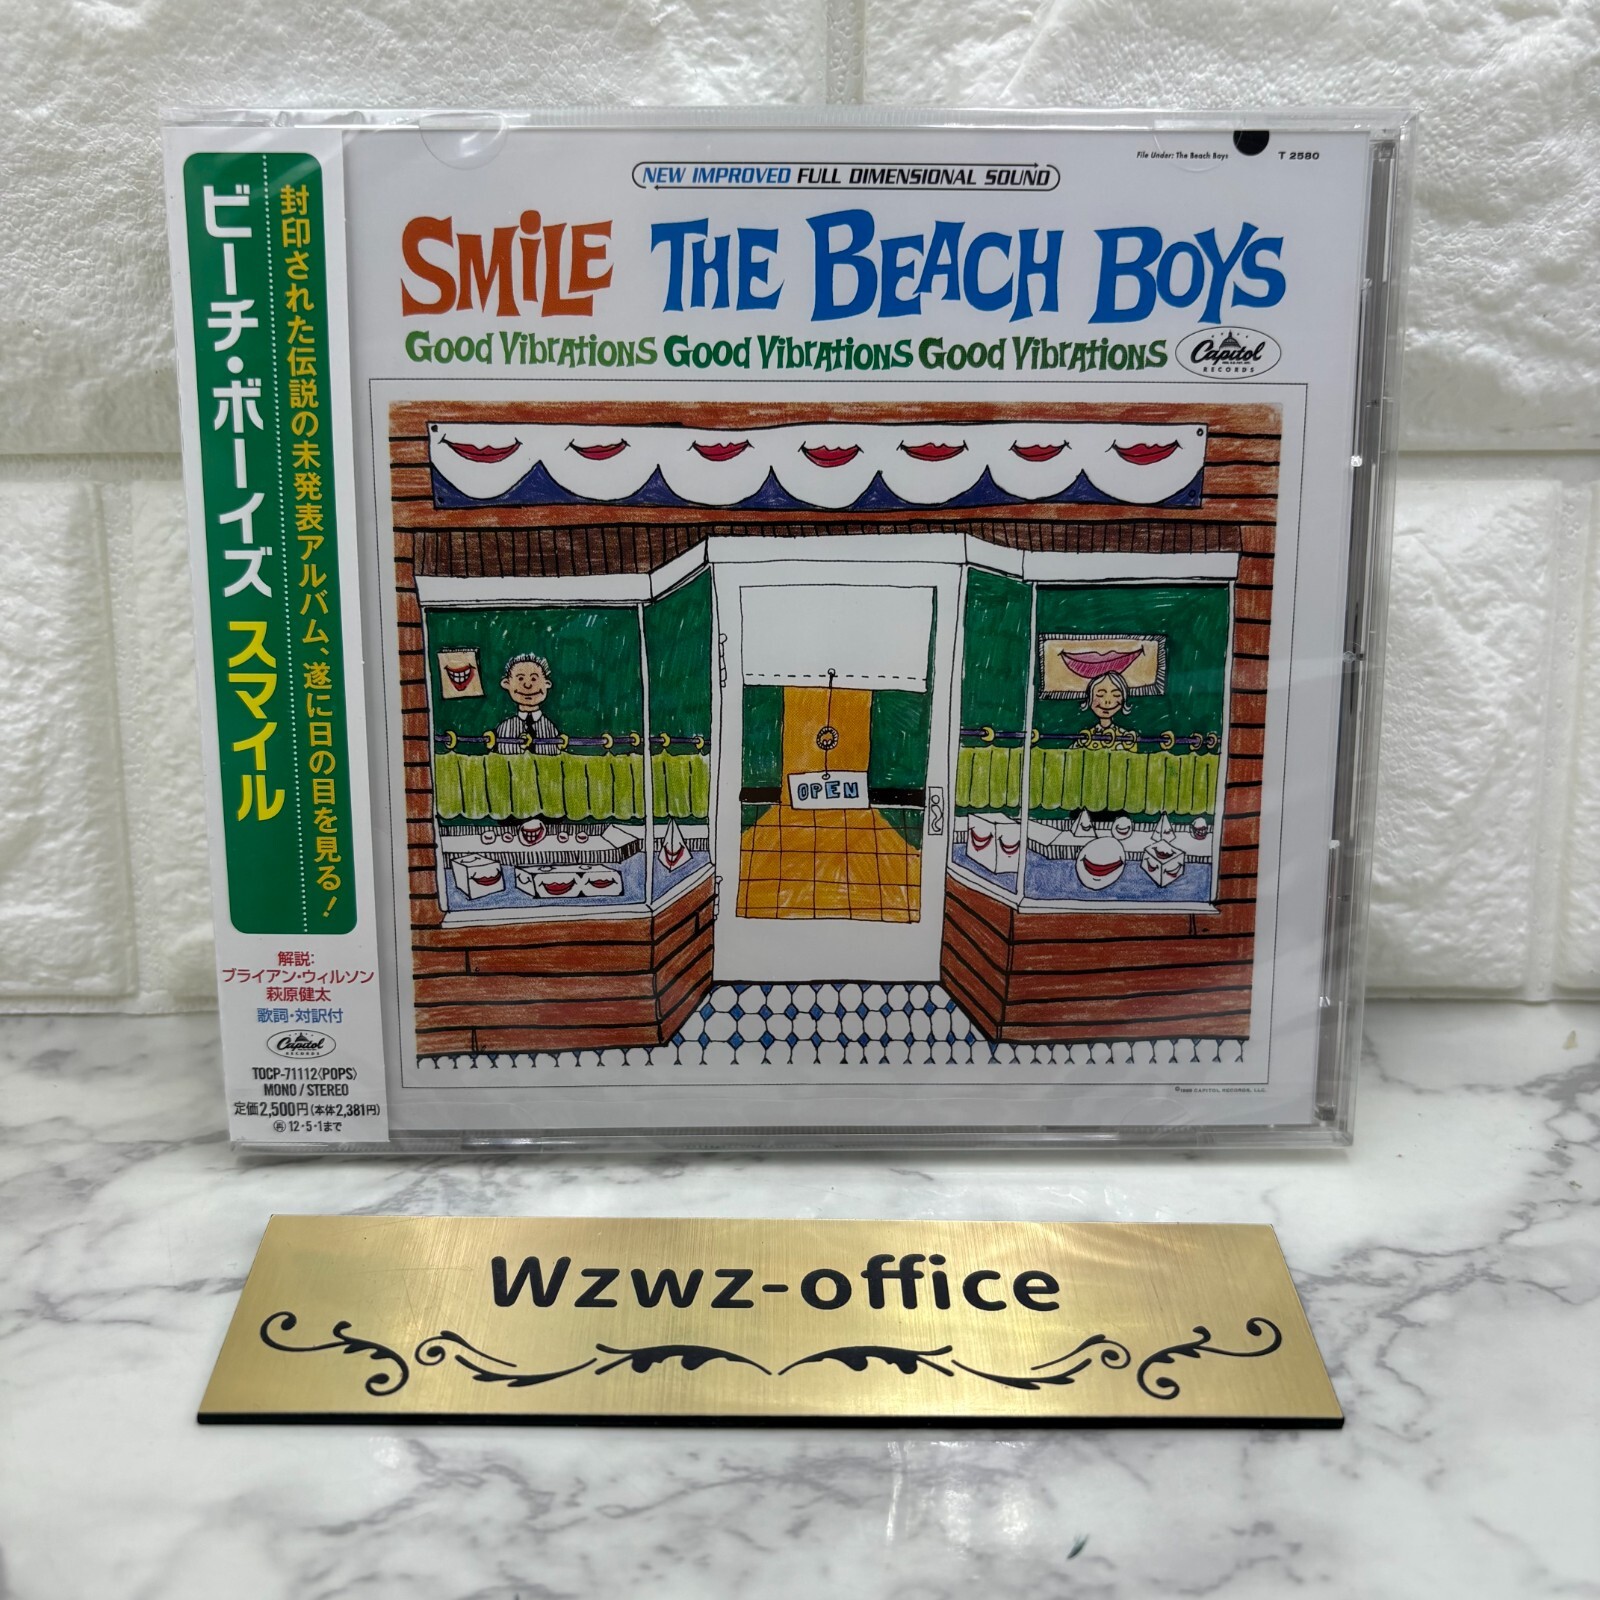 File Under: The Beach Boys
T 2580
NEW IMPROVED FULL DIMENSIONAL SOUND
SMiLE THE BEACH BOYS
Good Vibrations Good Vibrations Good Vibrations
Capitol
RECORDS
OPEN
ビーチ・ボーイズ スマイル
封印された伝説の未発表アルバム、遂に日の目を見る!
解説:
ブライアン・ウィルソン
萩原健太
歌詞・対訳付
Capitol
RECORDS
TOCP-71112〈POPS〉
MONO / STEREO
定価2,500円(本体2,381円)
㋫12・5・1まで
Wzwz-office